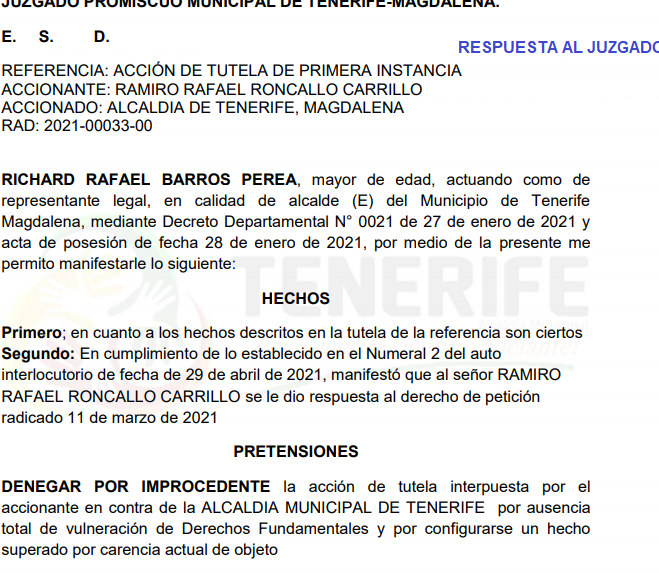 JUZGADO PROMISCUO MUNICIPAL DE TENERIFE-MAGDALENA.
E. S. D.
RESPUESTA AL JUZGADO
REFERENCIA: ACCIÓN DE TUTELA DE PRIMERA INSTANCIA
ACCIONANTE: RAMIRO RAFAEL RONCALLO CARRILLO
ACCIONADO: ALCALDIA DE TENERIFE, MAGDALENA
RAD: 2021-00033-00
RICHARD RAFAEL BARROS PEREA, mayor de edad, actuando como de
representante legal, en calidad de alcalde (E) del Municipio de Tenerife
Magdalena, mediante Decreto Departamental N° 0021 de 27 de enero de 2021 y
acta de posesión de fecha 28 de enero de 2021, por medio de la presente me
permito manifestarle lo siguiente:
TENERIFE
HECHOS
Primero; en cuanto a los hechos descritos en la tutela de la referencia son ciertos
Segundo: En cumplimiento de lo establecido en el Numeral 2 del auto
interlocutorio de fecha de 29 de abril de 2021, manifestó que al señor RAMIRO
RAFAEL RONCALLO CARRILLO se le dio respuesta al derecho de petición
radicado 11 de marzo de 2021
PRETENSIONES
DENEGAR POR IMPROCEDENTE la acción de tutela interpuesta por el
accionante en contra de la ALCALDIA MUNICIPAL DE TENERIFE por ausencia
total de vulneración de Derechos Fundamentales y por configurarse un hecho
superado por carencia actual de objeto